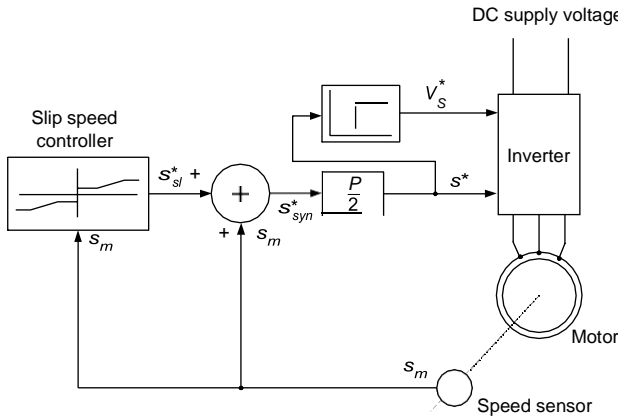 DC supply voltage
Slip speed
controller
V*S
Inverter
s*sl +
+
P
2
s*
s*syn
+
sm
sm
sm
Motor
Speed sensor